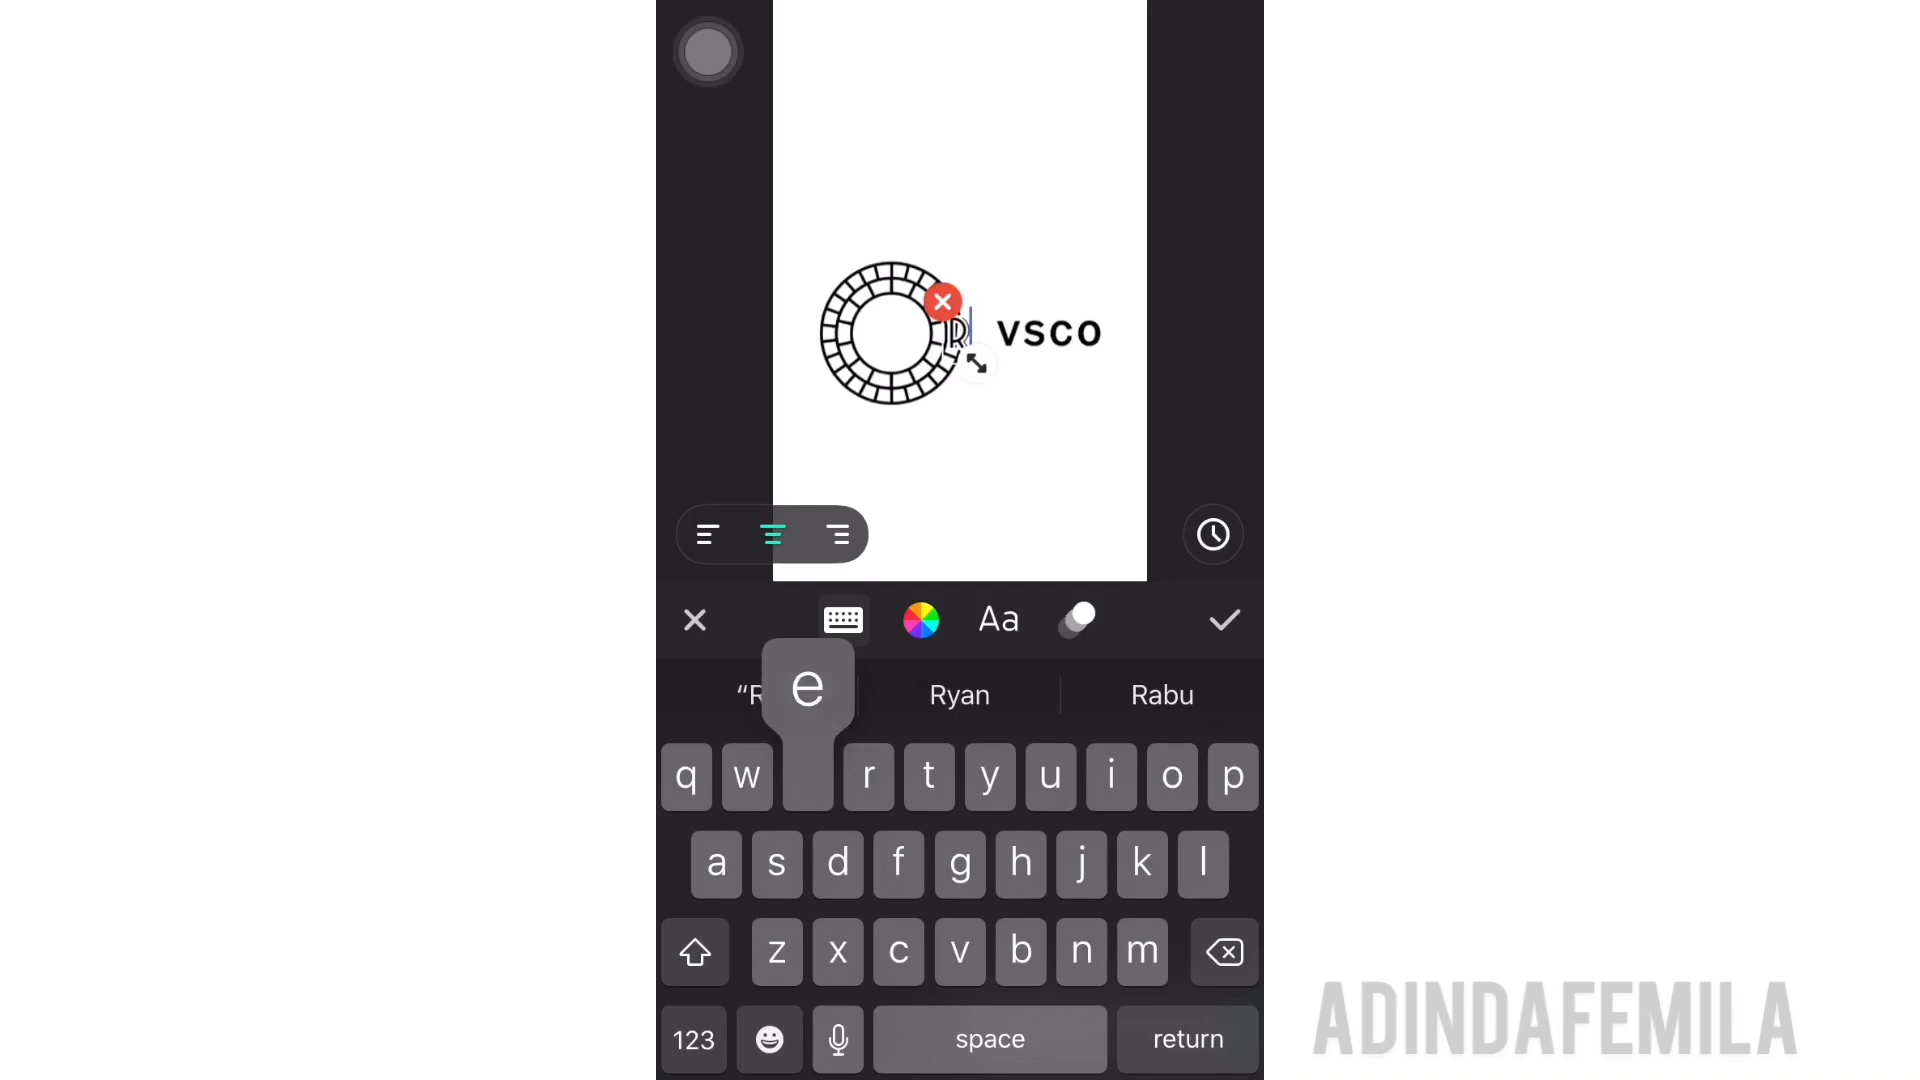 R
VSCO
Aa
"R
Ryan
Rabu
e
q w r t y u i o p
a s d f g h j k l
z x c v b n m
123
space
return
ADINDAFEMILA